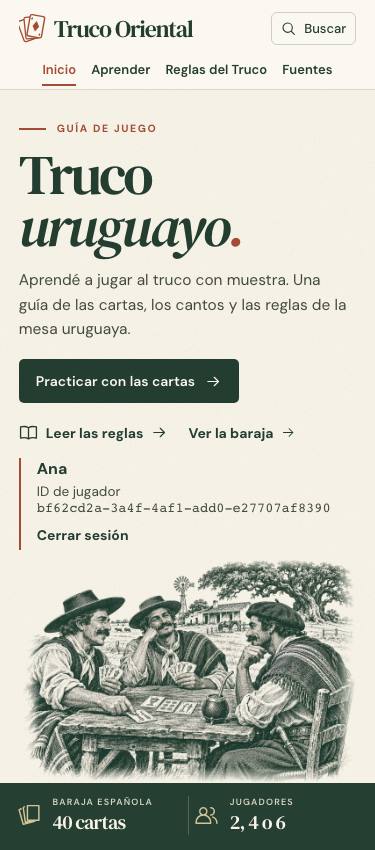 Truco Oriental
Buscar
Inicio Aprender Reglas del Truco Fuentes
GUÍA DE JUEGO
Truco
uruguayo.
Aprendé a jugar al truco con muestra. Una
guía de las cartas, los cantos y las reglas de la
mesa uruguaya.
Practicar con las cartas →
Leer las reglas → Ver la baraja →
Ana
ID de jugador
bf62cd2a-3a4f-4af1-add0-e27707af8390
Cerrar sesión
BARAJA ESPAÑOLA
40 cartas
JUGADORES
2, 4 o 6